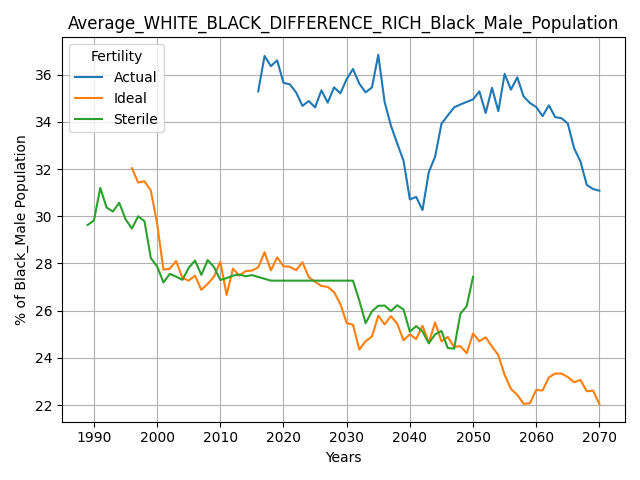 Average_WHITE_BLACK_DIFFERENCE_RICH_Black_Male_Population
Fertility
Actual
Ideal
Sterile
% of Black_Male Population
36
34
32
30
28
26
24
22
1990 2000 2010 2020 2030 2040 2050 2060 2070
Years